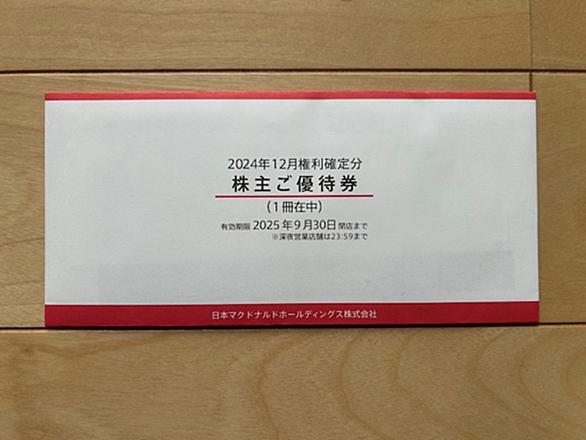 2024年12月権利確定分
株主ご優待券
(1冊在中)
有効期限 2025年9月30日閉店まで
※深夜営業店舗は23:59まで
日本マクドナルドホールディングス株式会社